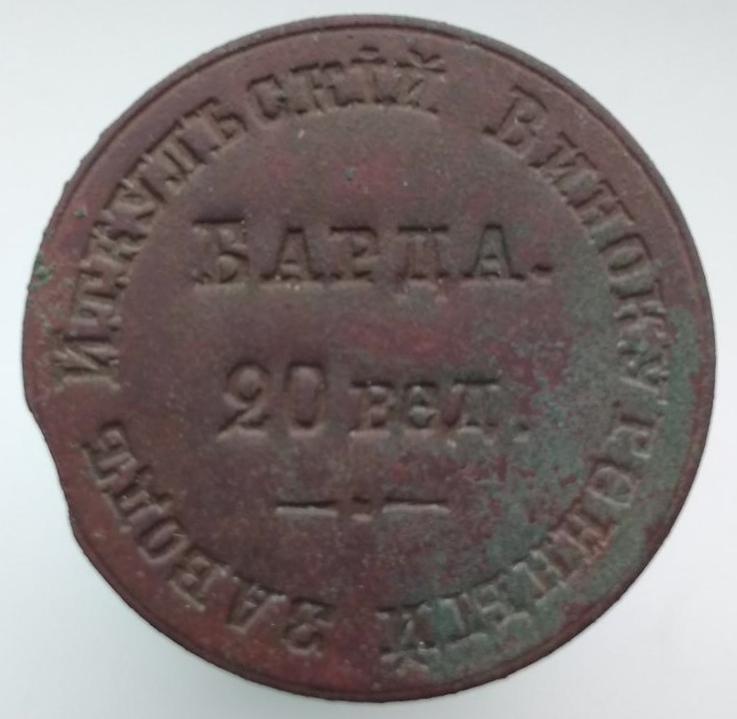 ИТКУЛЬСКІЙ ВИНОКУРЕННЫЙ ЗАВОДЪ
БАРДА.
20 ВЕД.